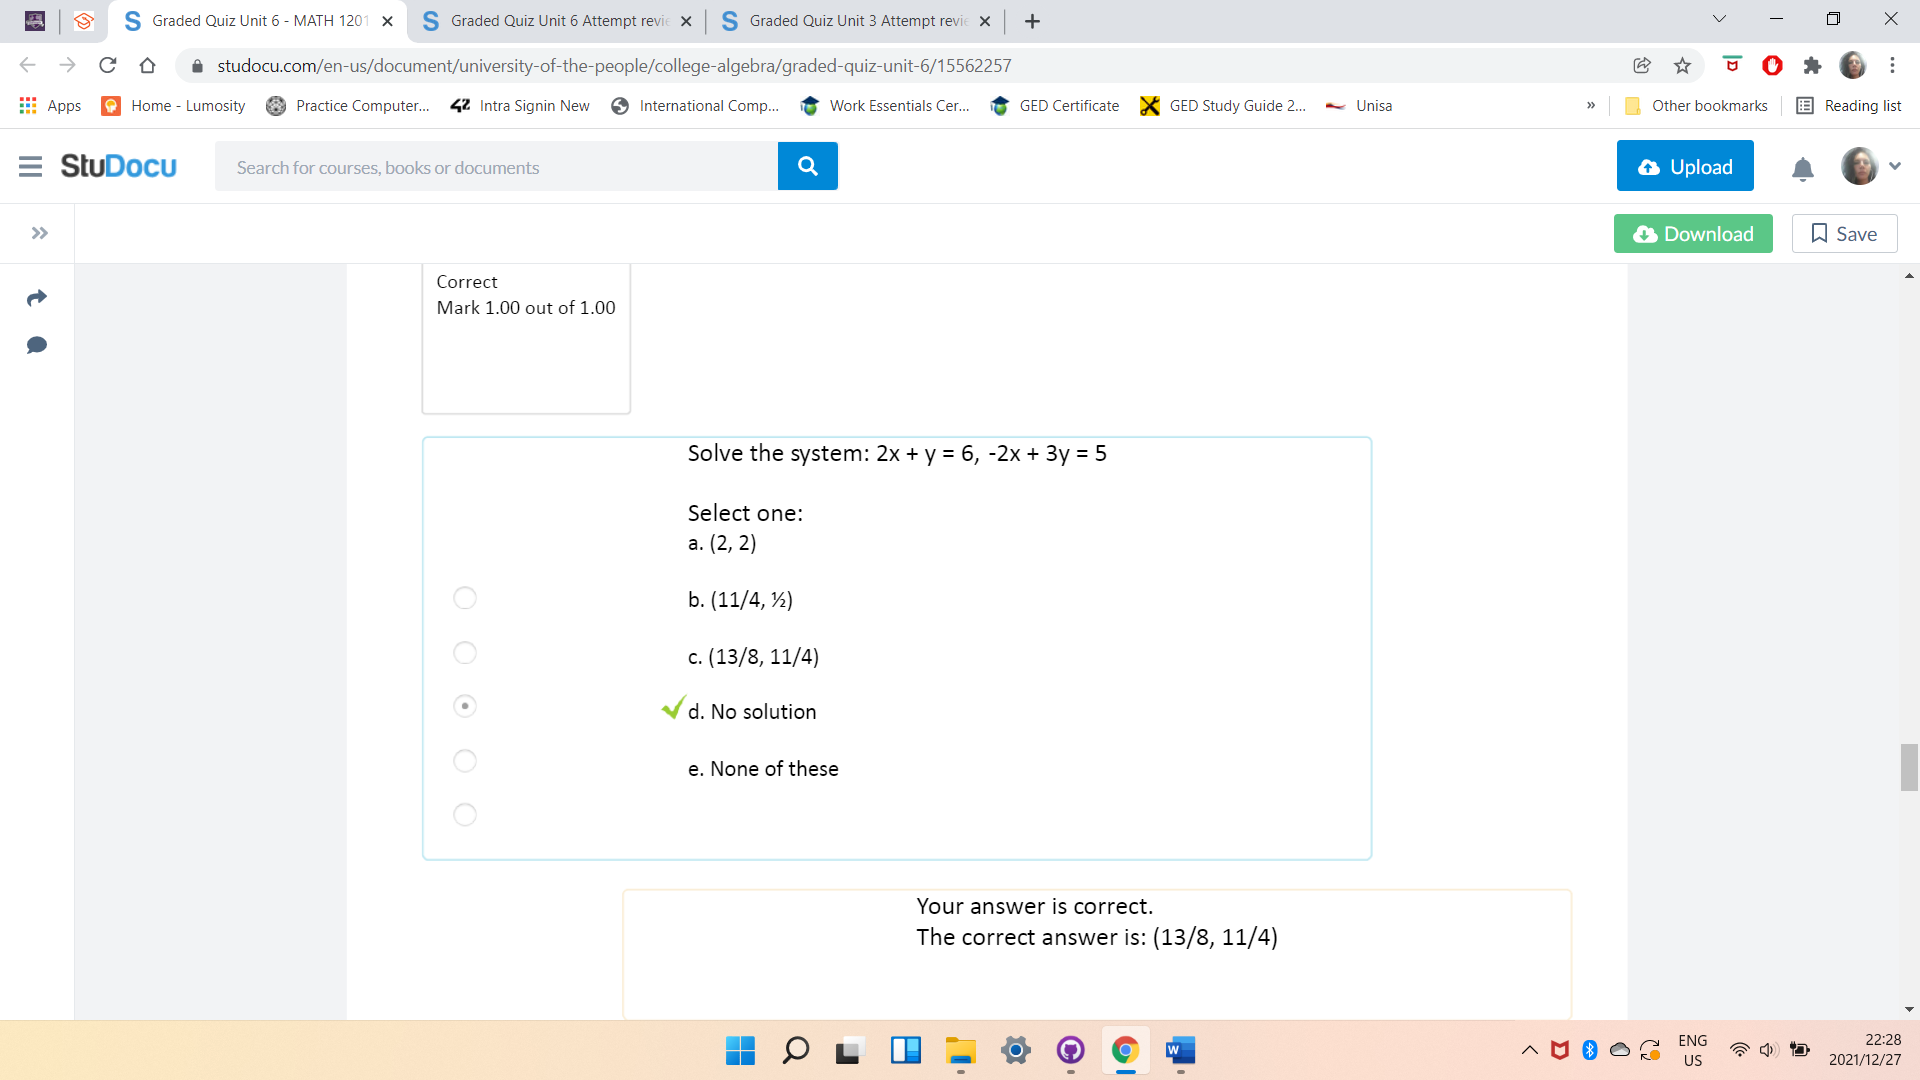 Graded Quiz Unit 6 - MATH 1201
Graded Quiz Unit 6 Attempt revie
Graded Quiz Unit 3 Attempt revie
studocu.com/en-us/document/university-of-the-people/college-algebra/graded-quiz-unit-6/15562257
Apps
Home - Lumosity
Practice Computer...
Intra Signin New
International Comp...
Work Essentials Cer...
GED Certificate
GED Study Guide 2...
Unisa
»
Other bookmarks
Reading list
StuDocu
Search for courses, books or documents
Upload
Download
Save
Correct
Mark 1.00 out of 1.00
Solve the system: 2x + y = 6, -2x + 3y = 5
Select one:
a. (2, 2)
b. (11/4, ½)
c. (13/8, 11/4)
d. No solution
e. None of these
Your answer is correct.
The correct answer is: (13/8, 11/4)
ENG
US
22:28
2021/12/27